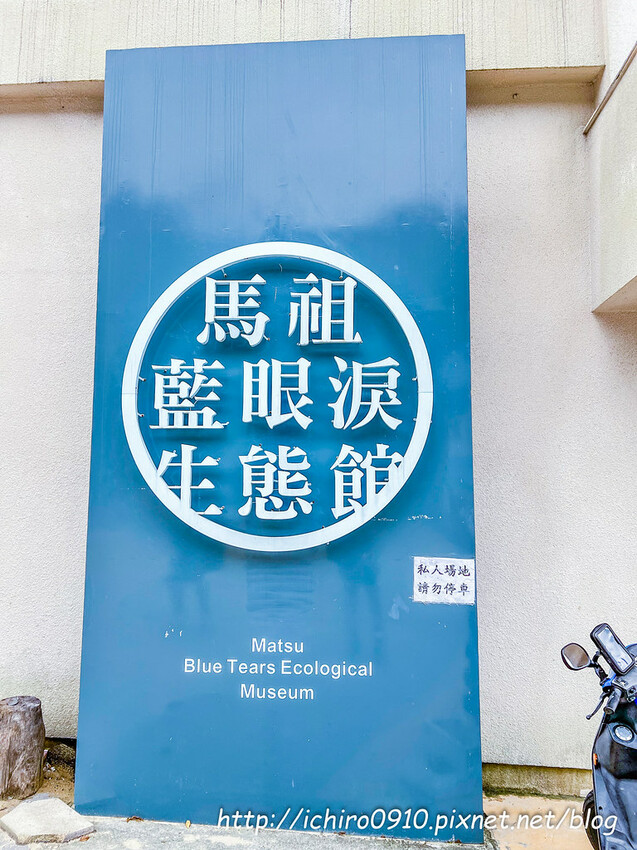 馬祖
藍眼淚
生態館
私人場地
請勿停車
Matsu
Blue Tears Ecological
Museum
http://ichiro0910.pixnet.net/blog